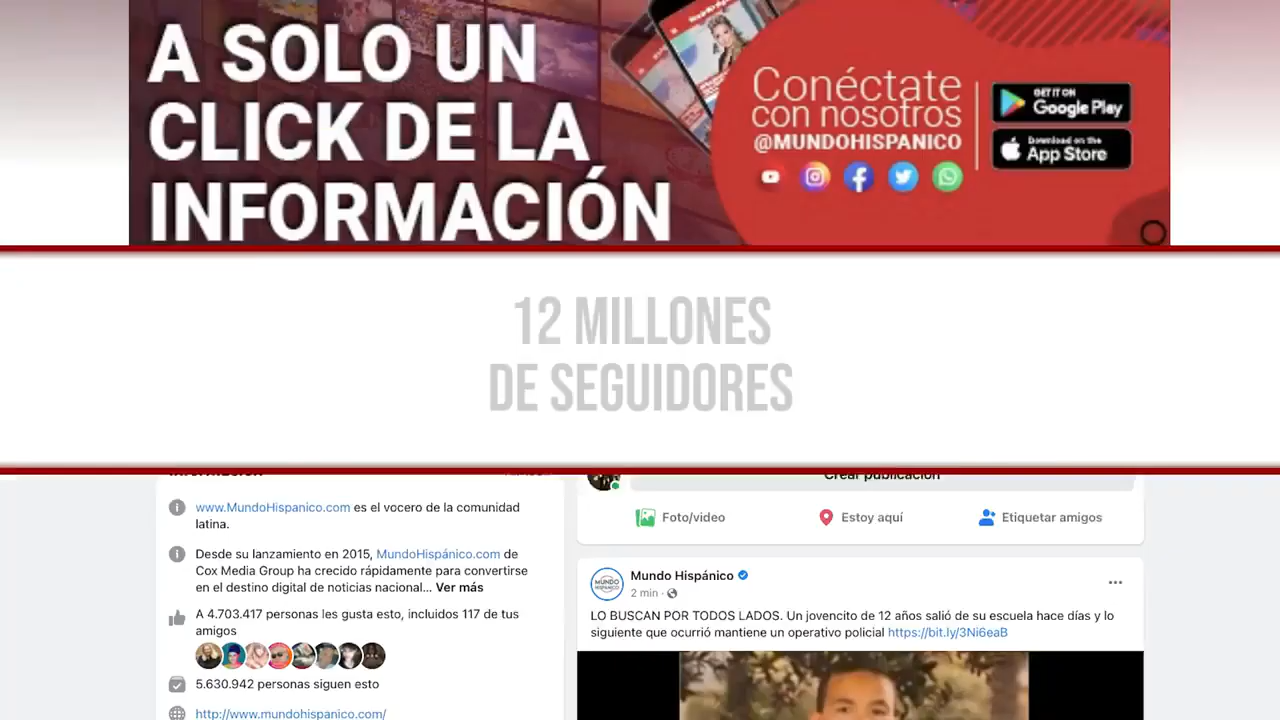 A SOLO UN
CLICK DE LA
INFORMACIÓN
Conéctate
con nosotros
@MUNDOHISPANICO
GET IT ON
Google Play
Download on the
App Store
12 MILLONES
DE SEGUIDORES
Crear publicación
www.MundoHispanico.com es el vocero de la comunidad
latina.
Desde su lanzamiento en 2015, MundoHispánico.com de
Cox Media Group ha crecido rápidamente para convertirse
en el destino digital de noticias nacional... Ver más
A 4.703.417 personas les gusta esto, incluidos 117 de tus
amigos
5.630.942 personas siguen esto
http://www.mundohispanico.com/
Foto/video
Estoy aquí
Etiquetar amigos
MUNDO
HISPÁNICO
Mundo Hispánico
2 min ·
LO BUSCAN POR TODOS LADOS. Un jovencito de 12 años salió de su escuela hace días y lo
siguiente que ocurrió mantiene un operativo policial https://bit.ly/3Ni6eaB